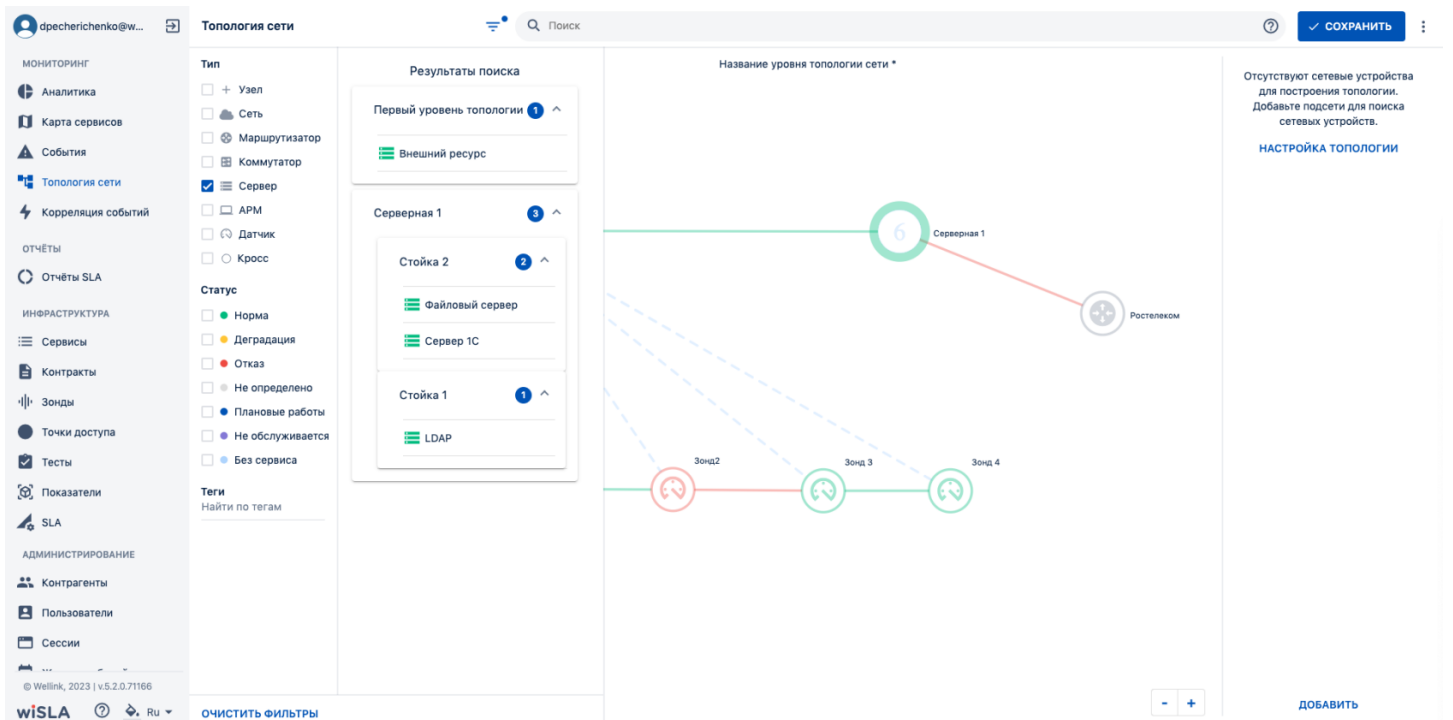 dpecherichenko@w...
МОНИТОРИНГ
Аналитика
Карта сервисов
События
Топология сети
Корреляция событий
ОТЧЁТЫ
Отчёты SLA
ИНФРАСТРУКТУРА
Сервисы
Контракты
Зонды
Точки доступа
Тесты
Показатели
SLA
АДМИНИСТРИРОВАНИЕ
Контрагенты
Пользователи
Сессии
© Wellink, 2023 | v.5.2.0.71166
wiSLA
Ru
Топология сети
Поиск
СОХРАНИТЬ
Тип
Узел
Сеть
Маршрутизатор
Коммутатор
Сервер
АРМ
Датчик
Кросс
Статус
Норма
Деградация
Отказ
Не определено
Плановые работы
Не обслуживается
Без сервиса
Теги
Найти по тегам
ОЧИСТИТЬ ФИЛЬТРЫ
Результаты поиска
Первый уровень топологии 1
Внешний ресурс
Серверная 1 3
Стойка 2 2
Файловый сервер
Сервер 1С
Стойка 1 1
LDAP
Название уровня топологии сети *
6 Серверная 1
Ростелеком
Зонд2
Зонд 3
Зонд 4
- +
Отсутствуют сетевые устройства
для построения топологии.
Добавьте подсети для поиска
сетевых устройств.
НАСТРОЙКА ТОПОЛОГИИ
ДОБАВИТЬ